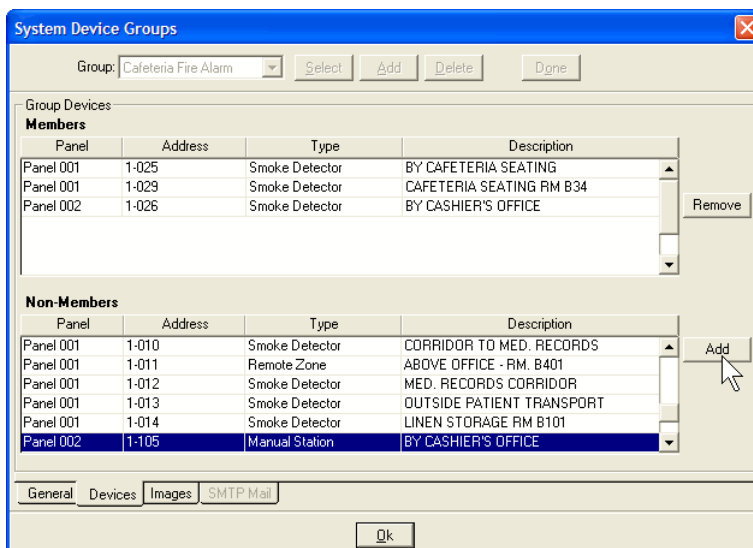 System Device Groups
Group: Cafeteria Fire Alarm Select Add Delete Done
Group Devices
Members
Panel Address Type Description
Panel 001 1-025 Smoke Detector BY CAFETERIA SEATING
Panel 001 1-029 Smoke Detector CAFETERIA SEATING RM B34
Panel 002 1-026 Smoke Detector BY CASHIER'S OFFICE
Remove
Non-Members
Panel Address Type Description
Panel 001 1-010 Smoke Detector CORRIDOR TO MED. RECORDS
Add
Panel 001 1-011 Remote Zone ABOVE OFFICE - RM. B401
Panel 001 1-012 Smoke Detector MED. RECORDS CORRIDOR
Panel 001 1-013 Smoke Detector OUTSIDE PATIENT TRANSPORT
Panel 001 1-014 Smoke Detector LINEN STORAGE RM B101
Panel 002 1-105 Manual Station BY CASHIER'S OFFICE
General Devices Images SMTP Mail
Ok